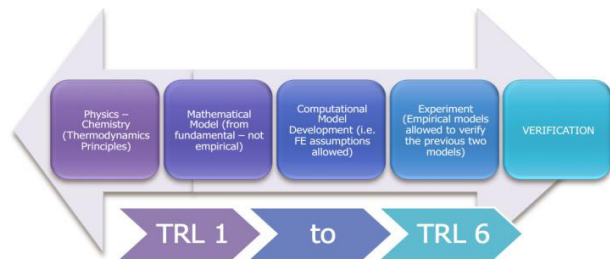 Physics –
Chemistry
(Thermodynamics
Principles)
Mathematical
Model (from
fundamental – not
empirical)
Computational
Model
Development (i.e.
FE assumptions
allowed)
Experiment
(Empirical models
allowed to verify
the previous two
models)
VERIFICATION
TRL 1
to
TRL 6